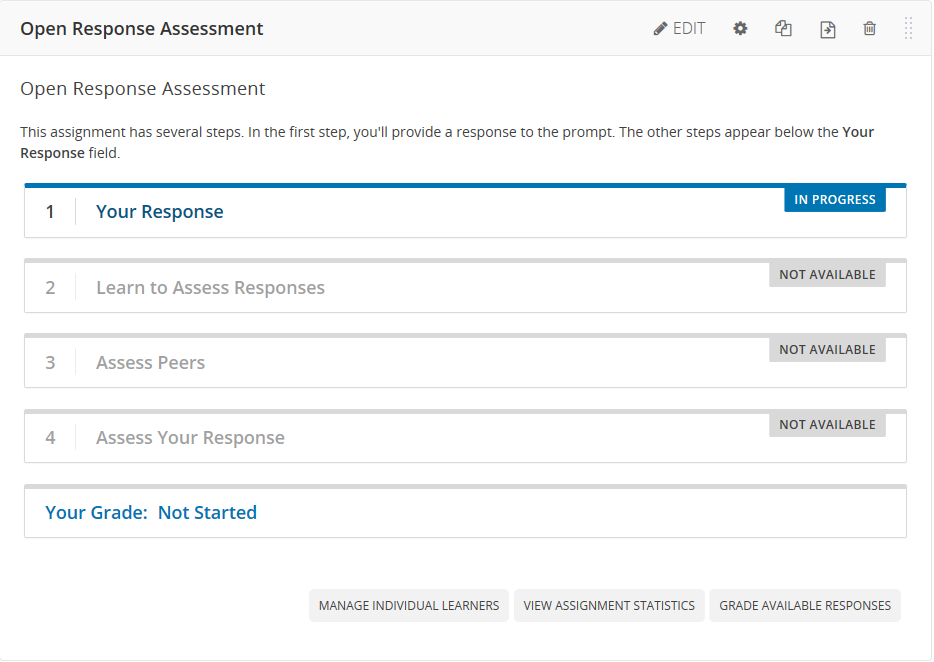 Open Response Assessment
EDIT
Open Response Assessment
This assignment has several steps. In the first step, you'll provide a response to the prompt. The other steps appear below the Your
Response field.
1 Your Response IN PROGRESS
2 Learn to Assess Responses NOT AVAILABLE
3 Assess Peers NOT AVAILABLE
4 Assess Your Response NOT AVAILABLE
Your Grade: Not Started
MANAGE INDIVIDUAL LEARNERS VIEW ASSIGNMENT STATISTICS GRADE AVAILABLE RESPONSES